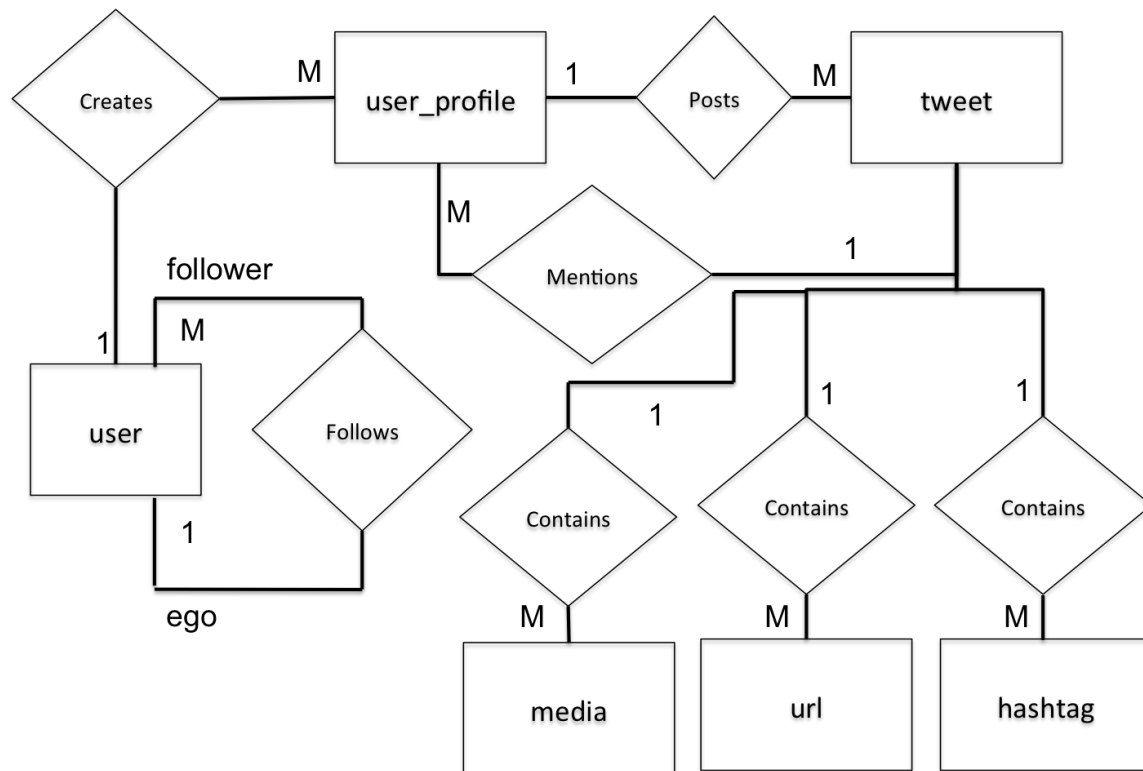 Creates
M
user_profile
1
Posts
M
tweet
M
Mentions
1
follower
M
1
user
Follows
1
ego
1
1
1
Contains
Contains
Contains
M
M
M
media
url
hashtag